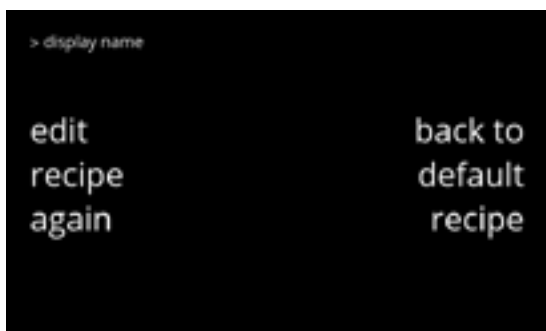 > display name
edit
recipe
again
back to
default
recipe